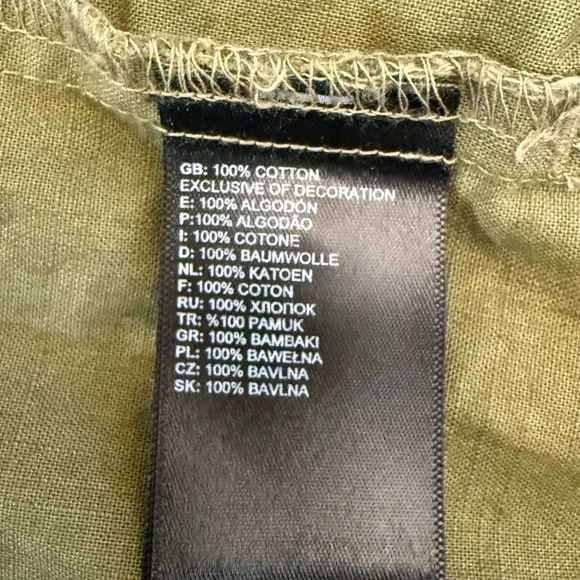 GB: 100% COTTON
EXCLUSIVE OF DECORATION
E: 100% ALGODÓN
P:100% ALGODÃO
I: 100% COTONE
D: 100% BAUMWOLLE
NL: 100% KATOEN
F: 100% COTON
RU: 100% ХЛОПОК
TR: %100 PAMUK
GR: 100% BAMBAKI
PL: 100% BAWEŁNA
CZ: 100% BAVLNA
SK: 100% BAVLNA